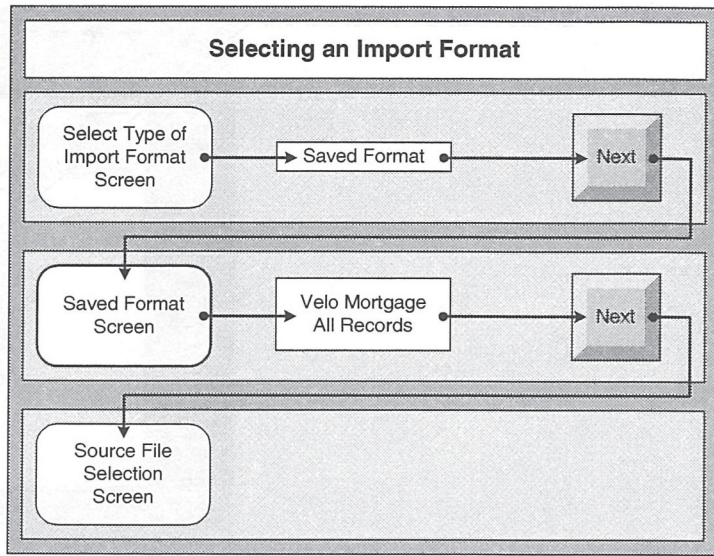 Selecting an Import Format
Select Type of
Import Format
Screen
Saved Format
Next
Saved Format
Screen
Velo Mortgage
All Records
Next
Source File
Selection
Screen